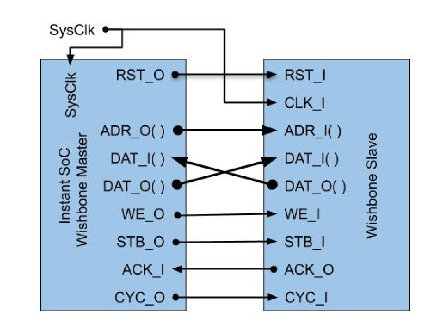 SysClk
SysClk
Instant SoC
Wishbone Master
RST_O
ADR_O( )
DAT_I( )
DAT_O( )
WE_O
STB_O
ACK_I
CYC_O
RST_I
CLK_I
ADR_I( )
DAT_I( )
DAT_O( )
WE_I
STB_I
ACK_O
CYC_I
Wishbone Slave